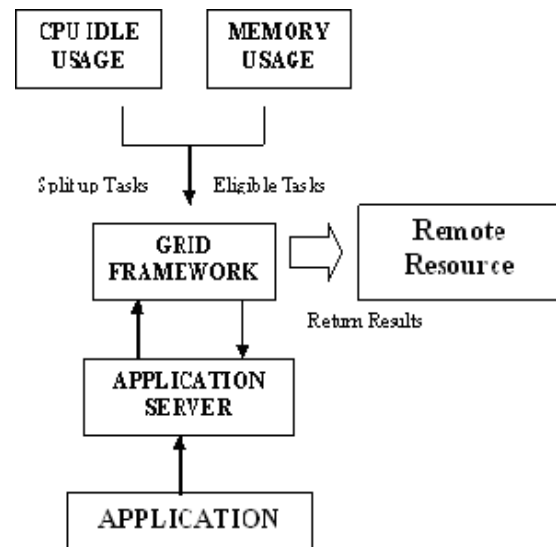 CPU IDLE
USAGE
MEMORY
USAGE
Split up Tasks
Eligible Tasks
GRID
FRAMEWORK
Remote
Resource
Return Results
APPLICATION
SERVER
APPLICATION